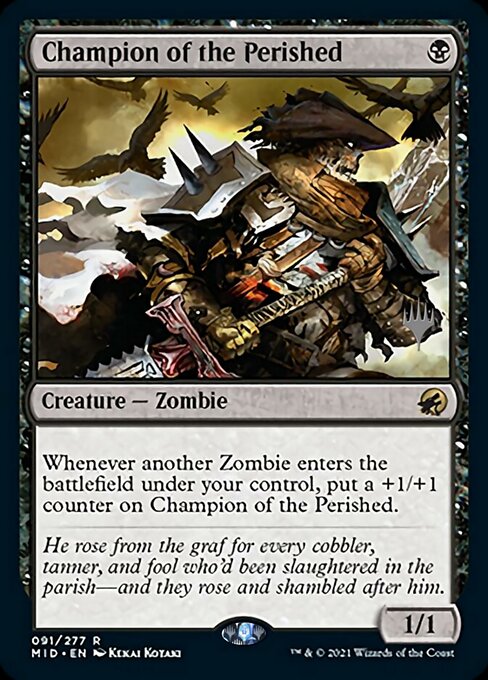 Champion of the Perished
Creature — Zombie
Whenever another Zombie enters the
battlefield under your control, put a +1/+1
counter on Champion of the Perished.
He rose from the graf for every cobbler,
tanner, and fool who'd been slaughtered in the
parish—and they rose and shambled after him.
1/1
091/277 R
MID • EN Kekai Kotaki
™ & © 2021 Wizards of the Coast